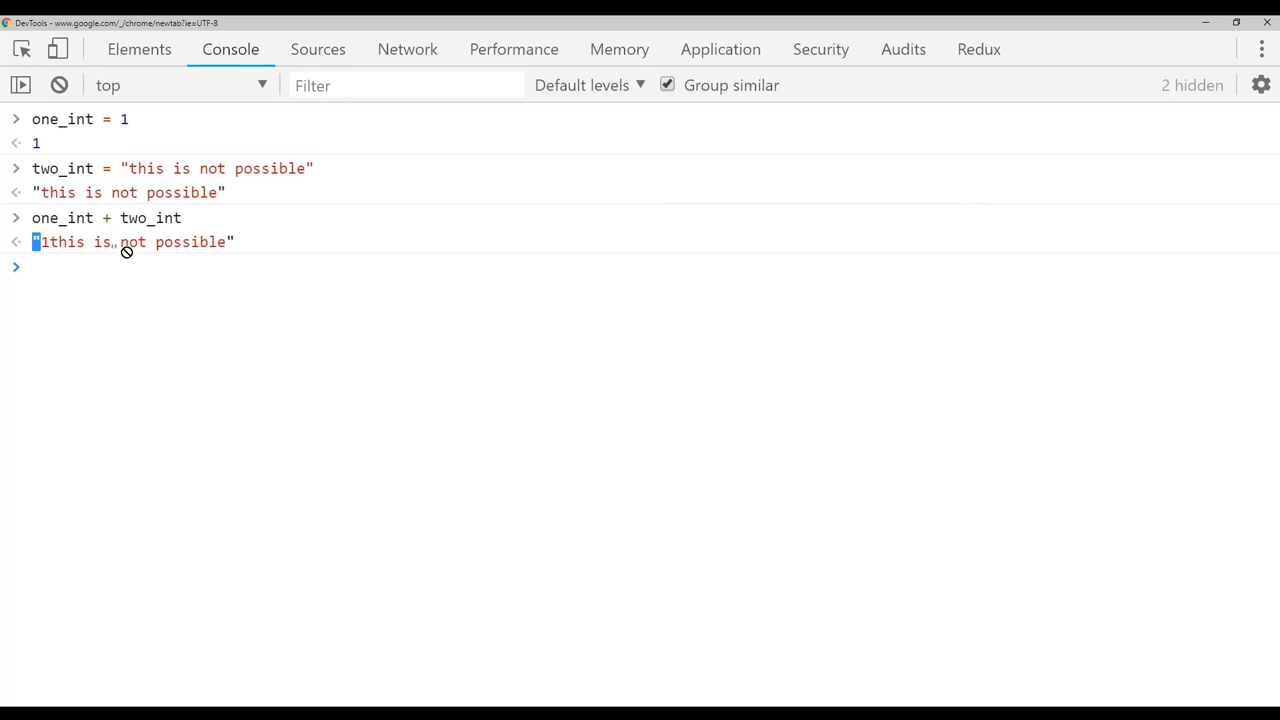 DevTools - www.google.com/_/chrome/newtab?ie=UTF-8
Elements Console Sources Network Performance Memory Application Security Audits Redux
top Filter Default levels Group similar 2 hidden
> one_int = 1
< 1
> two_int = "this is not possible"
< "this is not possible"
> one_int + two_int
< "1this is not possible"
>